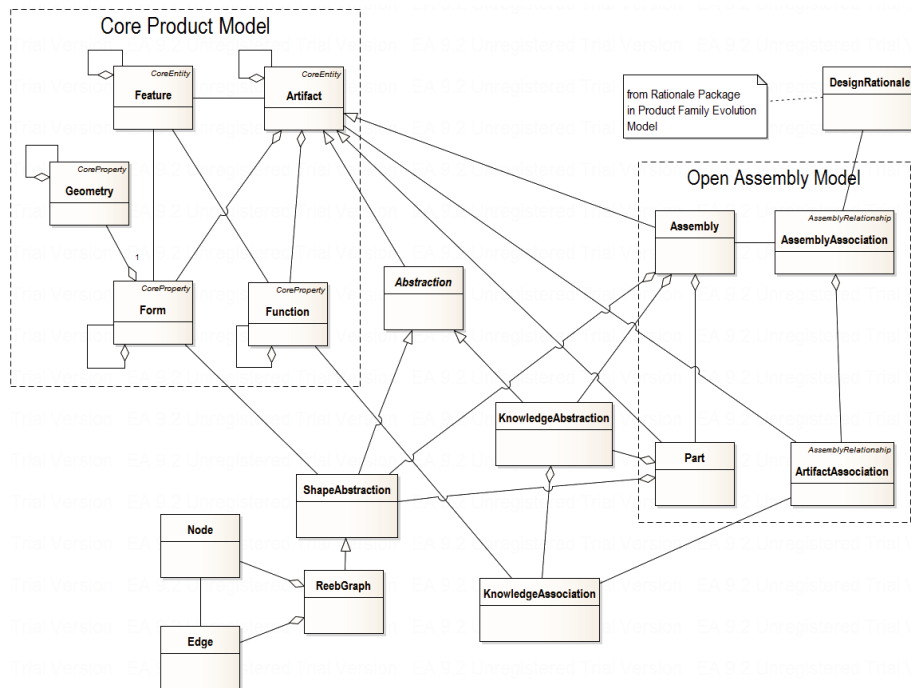 Core Product Model
CoreEntity
Feature
CoreEntity
Artifact
from Rationale Package
in Product Family Evolution
Model
DesignRationale
CoreProperty
Geometry
Open Assembly Model
Assembly
AssemblyRelationship
AssemblyAssociation
1
CoreProperty
Form
CoreProperty
Function
Abstraction
KnowledgeAbstraction
Part
AssemblyRelationship
ArtifactAssociation
ShapeAbstraction
Node
ReebGraph
KnowledgeAssociation
Edge